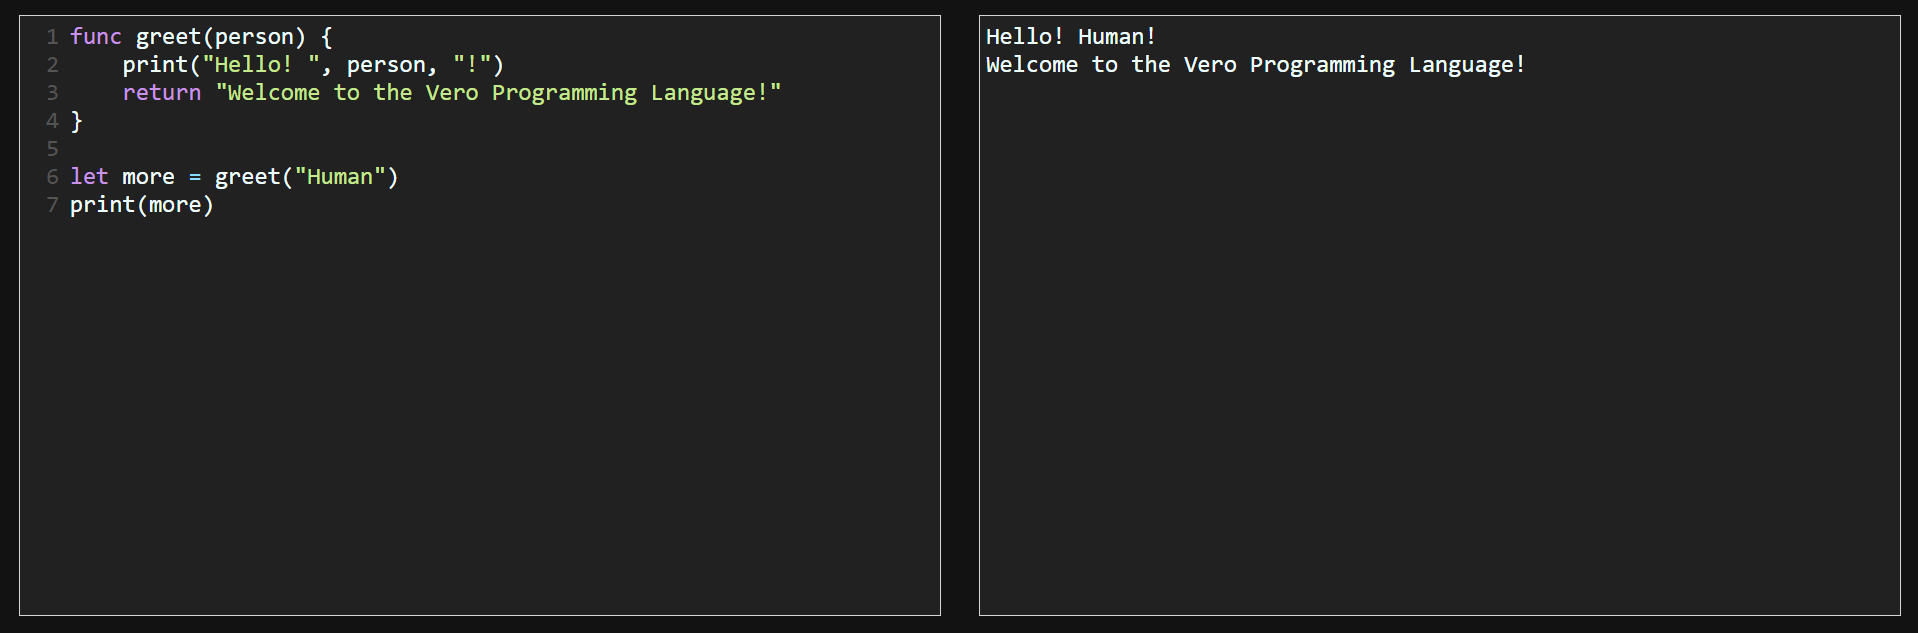 1 func greet(person) {
2     print("Hello! ", person, "!")
3     return "Welcome to the Vero Programming Language!"
4 }
5
6 let more = greet("Human")
7 print(more)
Hello! Human!
Welcome to the Vero Programming Language!